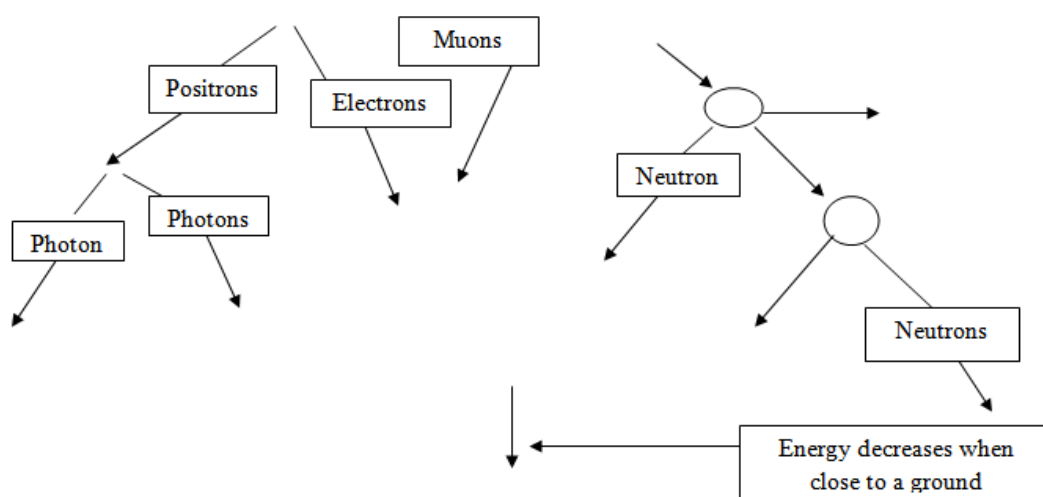 Muons
Positrons
Electrons
Neutron
Photons
Photon
Neutrons
Energy decreases when
close to a ground